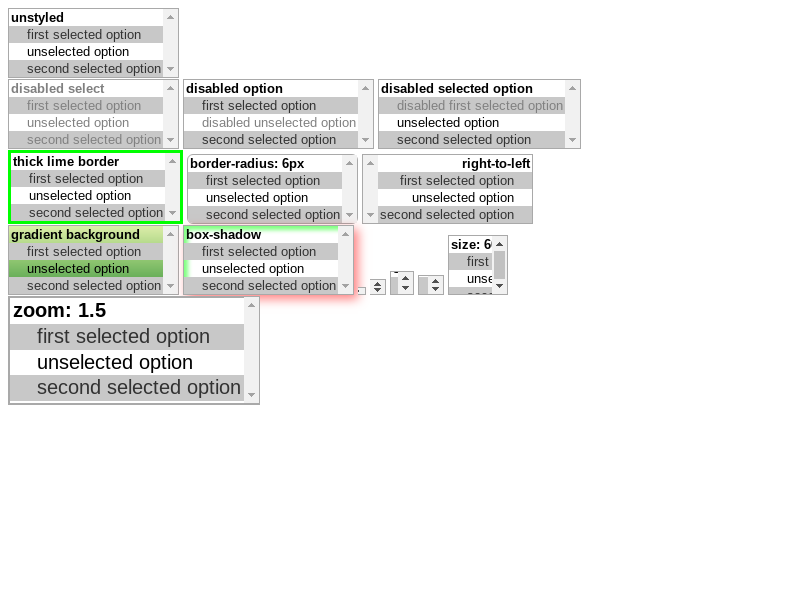 unstyled
first selected option
unselected option
second selected option
disabled select
first selected option
unselected option
second selected option
disabled option
first selected option
disabled unselected option
second selected option
disabled selected option
disabled first selected option
unselected option
second selected option
thick lime border
first selected option
unselected option
second selected option
border-radius: 6px
first selected option
unselected option
second selected option
right-to-left
first selected option
unselected option
second selected option
gradient background
first selected option
unselected option
second selected option
box-shadow
first selected option
unselected option
second selected option
size: 6
first
unse
zoom: 1.5
first selected option
unselected option
second selected option